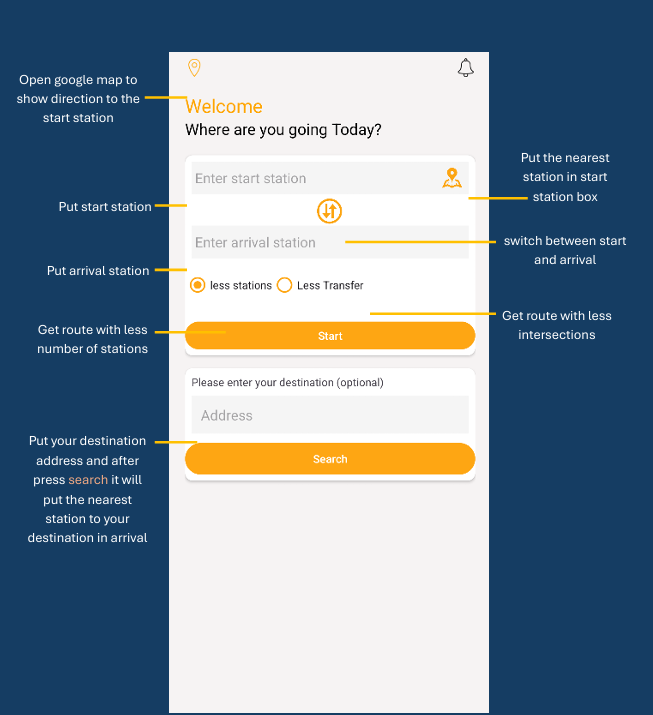 Open google map to
show direction to the
start station
Welcome
Where are you going Today?
Put the nearest
station in start
station box
Enter start station
Put start station
Enter arrival station
switch between start
and arrival
Put arrival station
less stations
Less Transfer
Get route with less
intersections
Get route with less
number of stations
Start
Please enter your destination (optional)
Address
Put your destination
address and after
press search it will
put the nearest
station to your
destination in arrival
Search